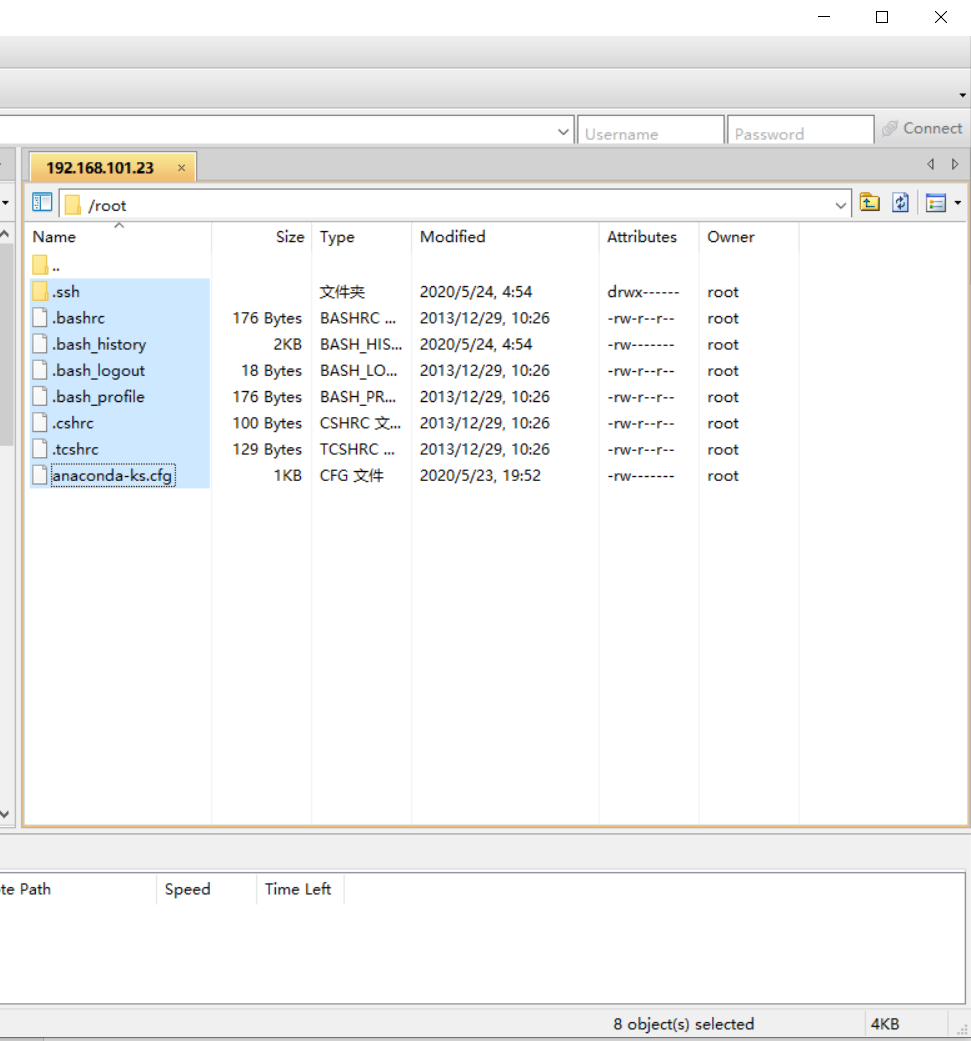 Username Password Connect
192.168.101.23 ×
/root
Name Size Type Modified Attributes Owner
..
.ssh 文件夹 2020/5/24, 4:54 drwx------ root
.bashrc 176 Bytes BASHRC ... 2013/12/29, 10:26 -rw-r--r-- root
.bash_history 2KB BASH_HIS... 2020/5/24, 4:54 -rw------- root
.bash_logout 18 Bytes BASH_LO... 2013/12/29, 10:26 -rw-r--r-- root
.bash_profile 176 Bytes BASH_PR... 2013/12/29, 10:26 -rw-r--r-- root
.cshrc 100 Bytes CSHRC 文... 2013/12/29, 10:26 -rw-r--r-- root
.tcshrc 129 Bytes TCSHRC ... 2013/12/29, 10:26 -rw-r--r-- root
anaconda-ks.cfg 1KB CFG 文件 2020/5/23, 19:52 -rw------- root
te Path Speed Time Left
8 object(s) selected 4KB